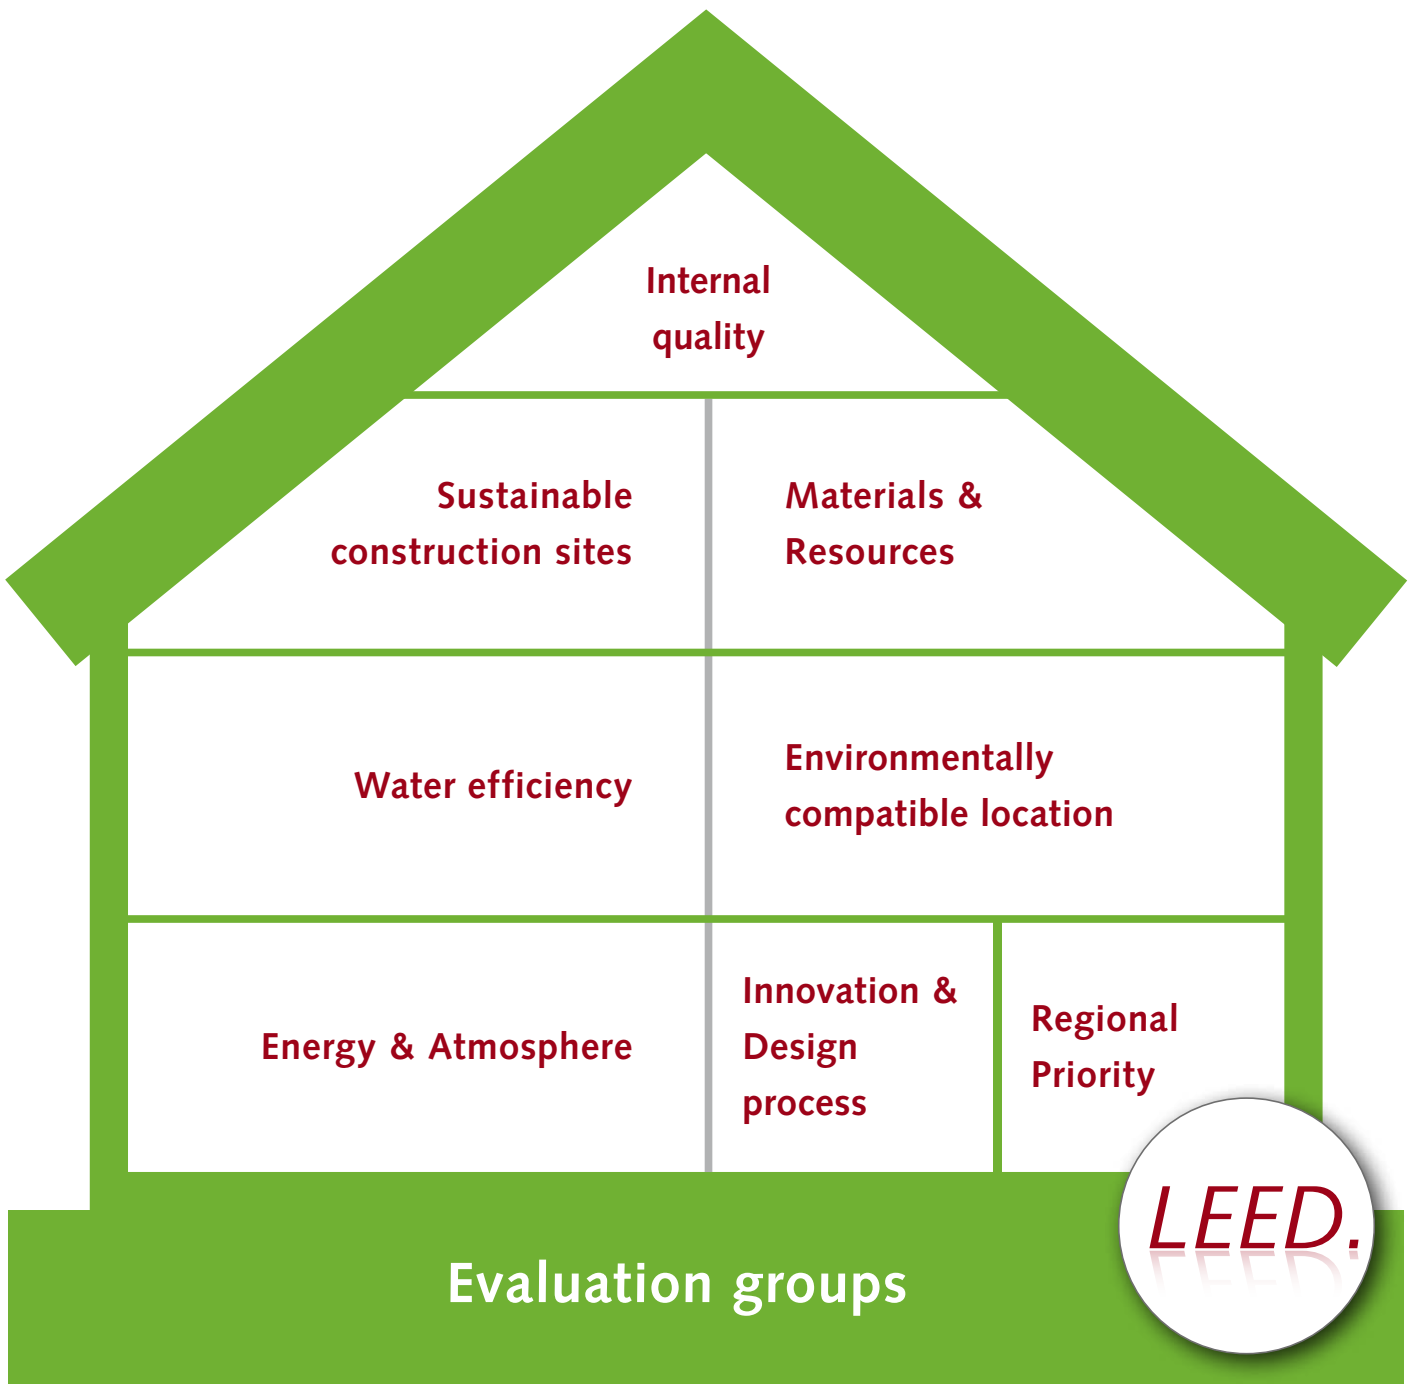 Internal
quality
Sustainable
construction sites
Materials &
Resources
Water efficiency
Environmentally
compatible location
Energy & Atmosphere
Innovation &
Design
process
Regional
Priority
LEED.
Evaluation groups